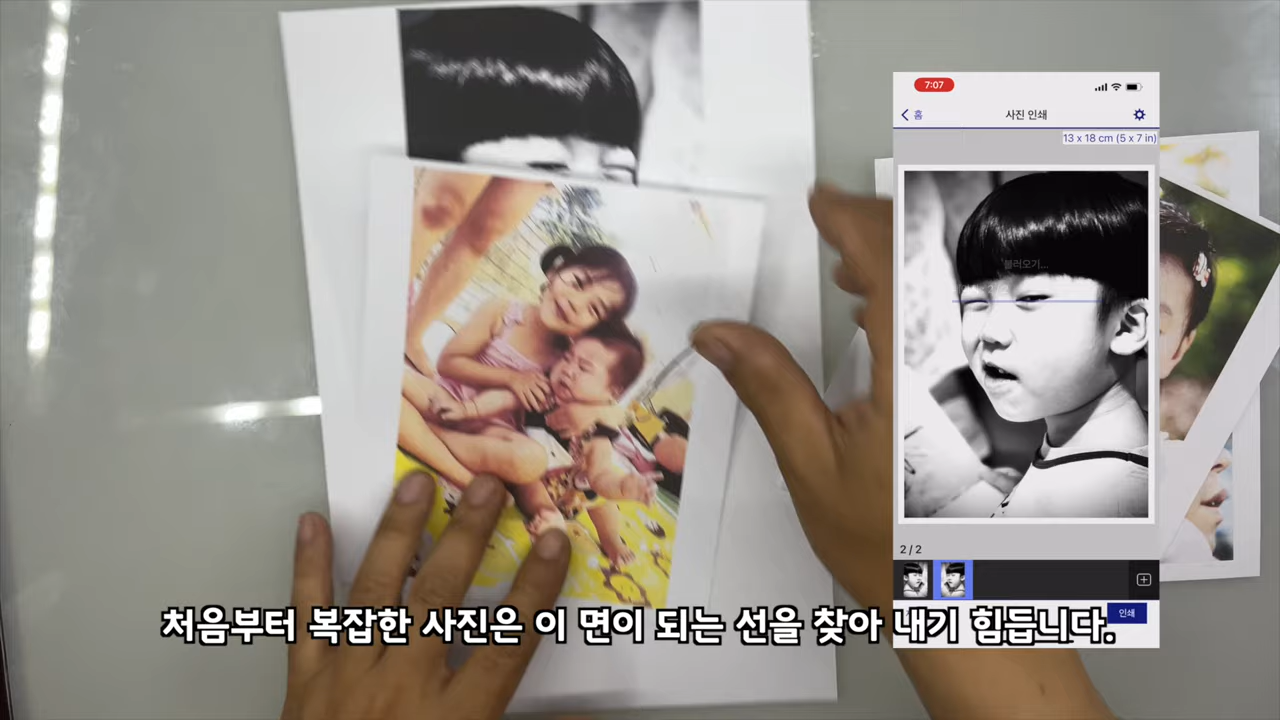 7:07
홈
사진 인쇄
13 x 18 cm (5 x 7 in)
'불러오기...
2 / 2
인쇄
처음부터 복잡한 사진은 이 면이 되는 선을 찾아 내기 힘듭니다.